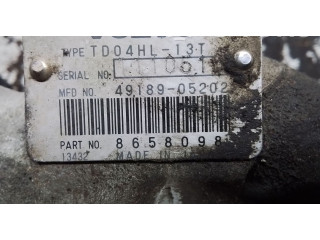 TYPE TD04HL-13T
SERIAL NO.
MFD NO. 49189-05202
PART NO. 8658098
13432 MADE IN